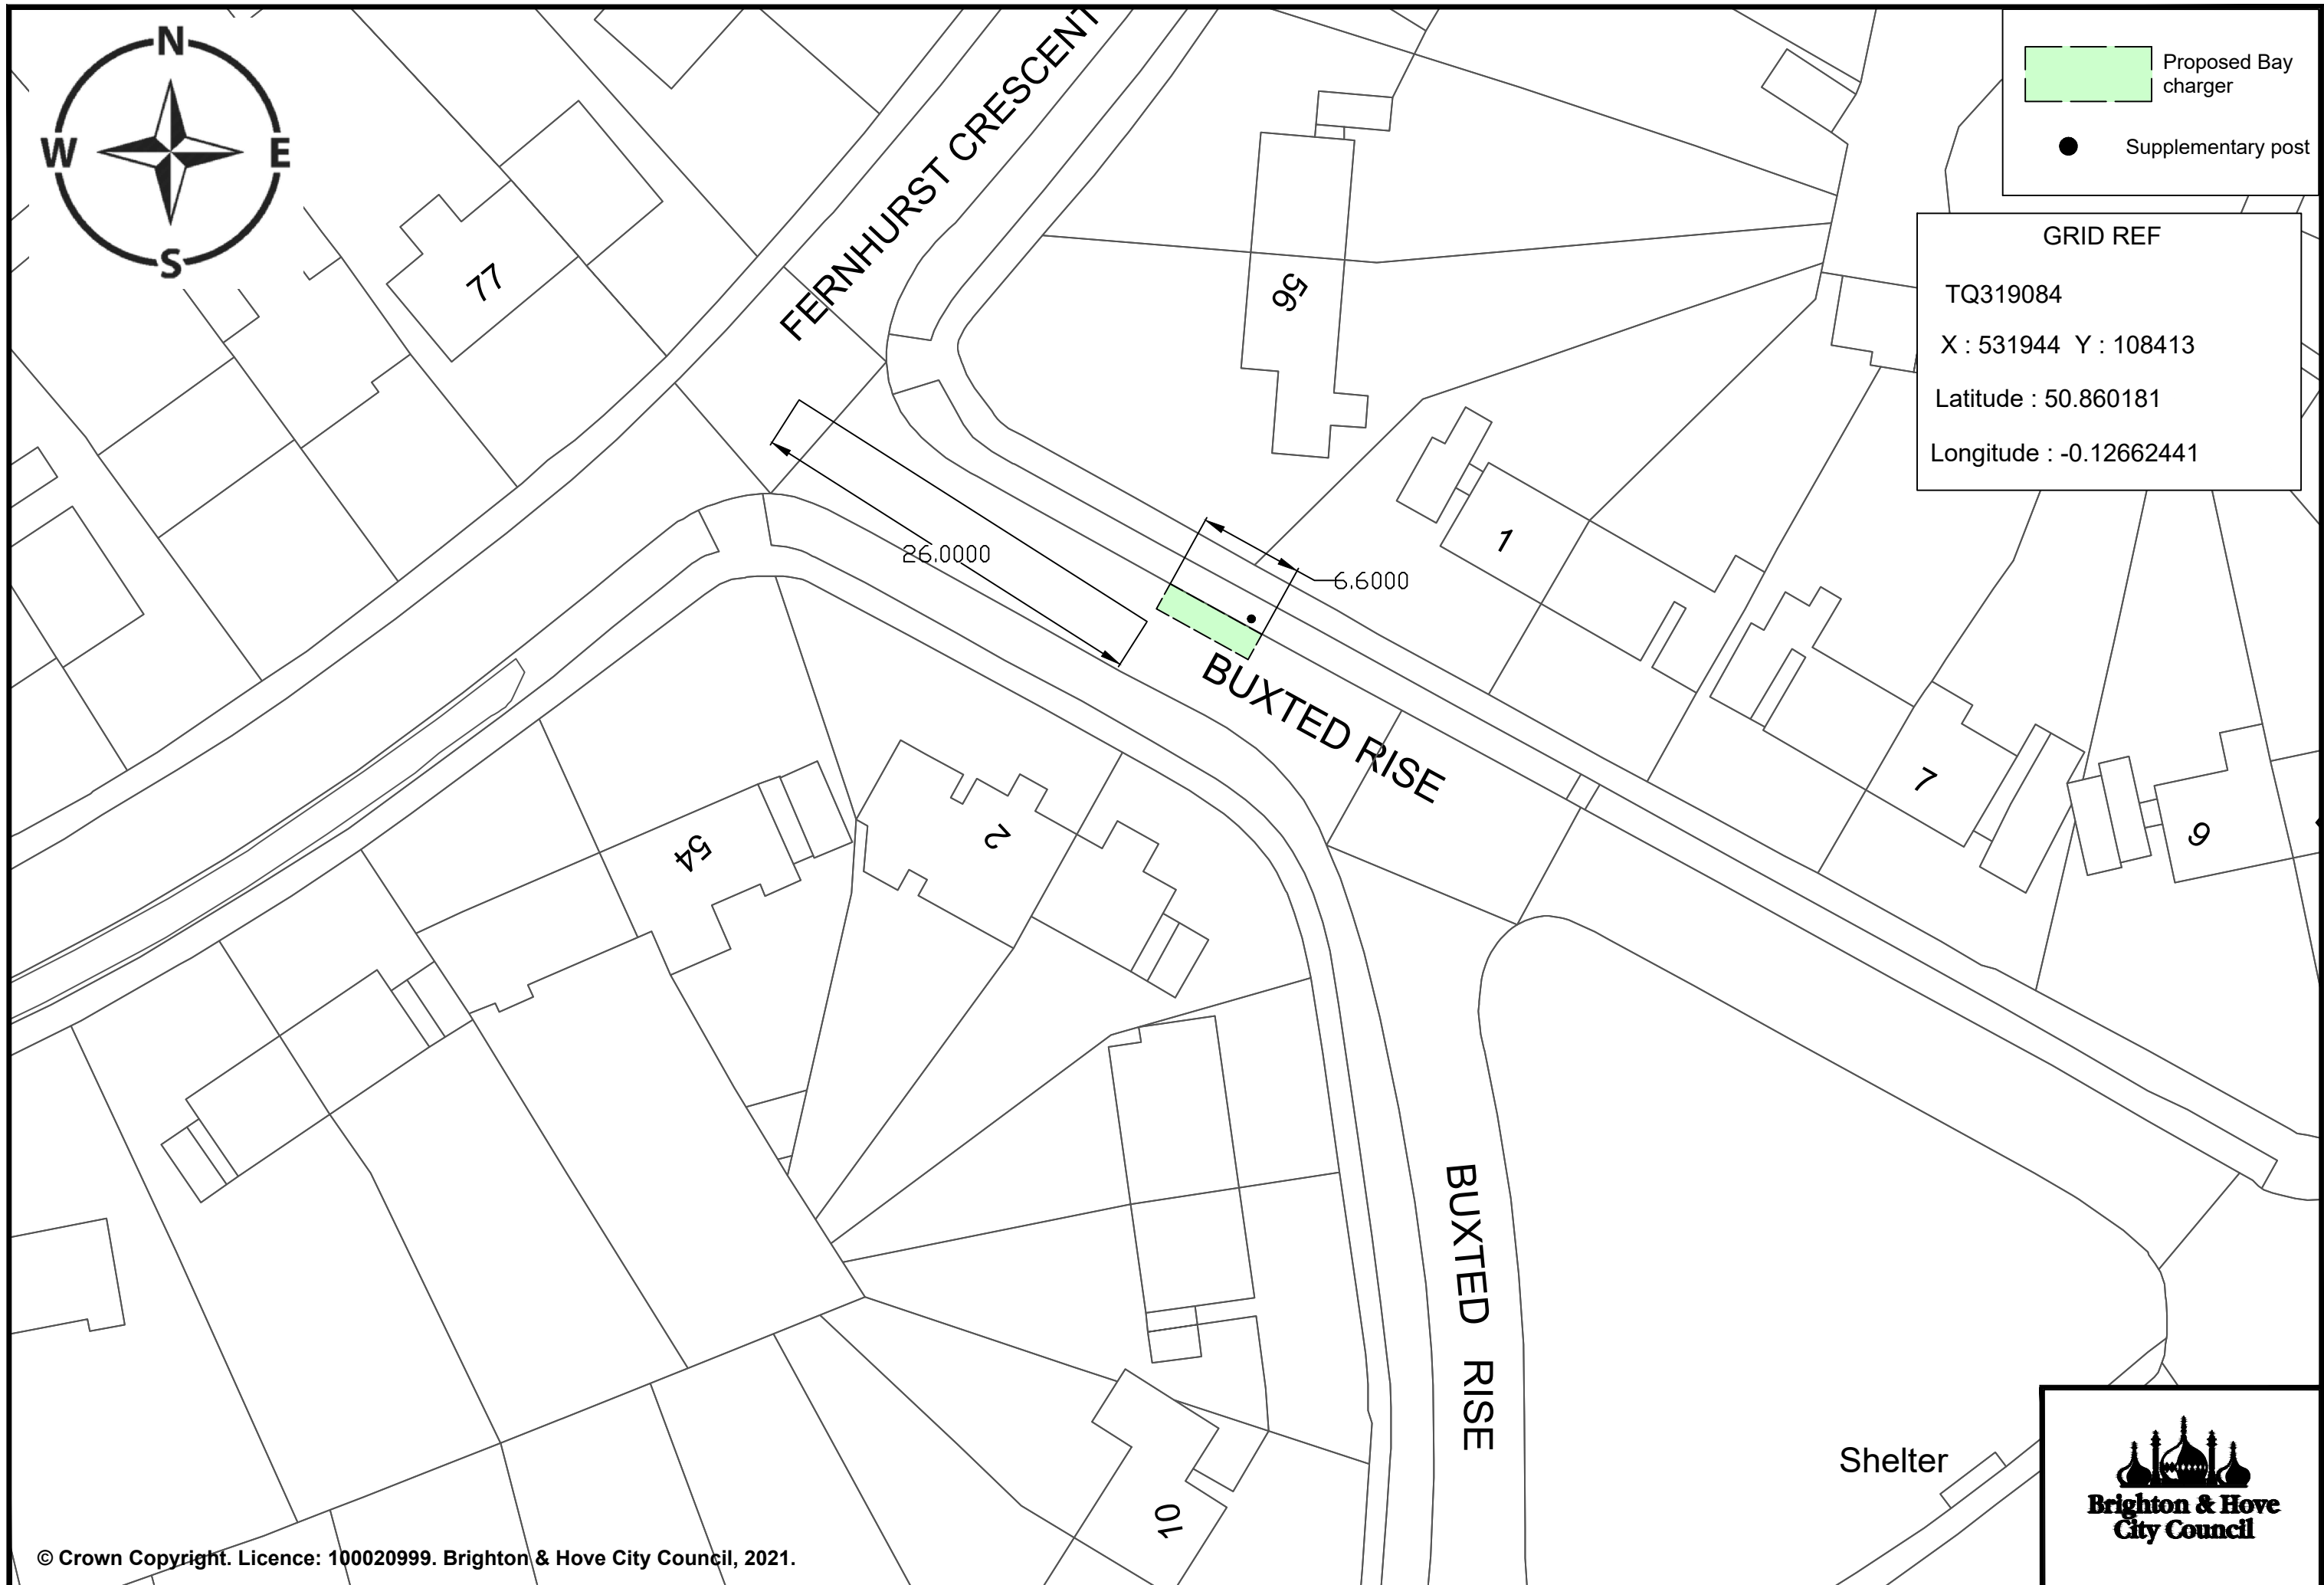 N
W
E
S
FERNHURST CRESCENT
Proposed Bay
charger
Supplementary post
GRID REF
TQ319084
X : 531944 Y : 108413
Latitude : 50.860181
Longitude : -0.12662441
77
56
1
26.0000
6.6000
BUXTED RISE
7
9
54
2
BUXTED RISE
Shelter
10
Brighton & Hove
City Council
© Crown Copyright. Licence: 100020999. Brighton & Hove City Council, 2021.